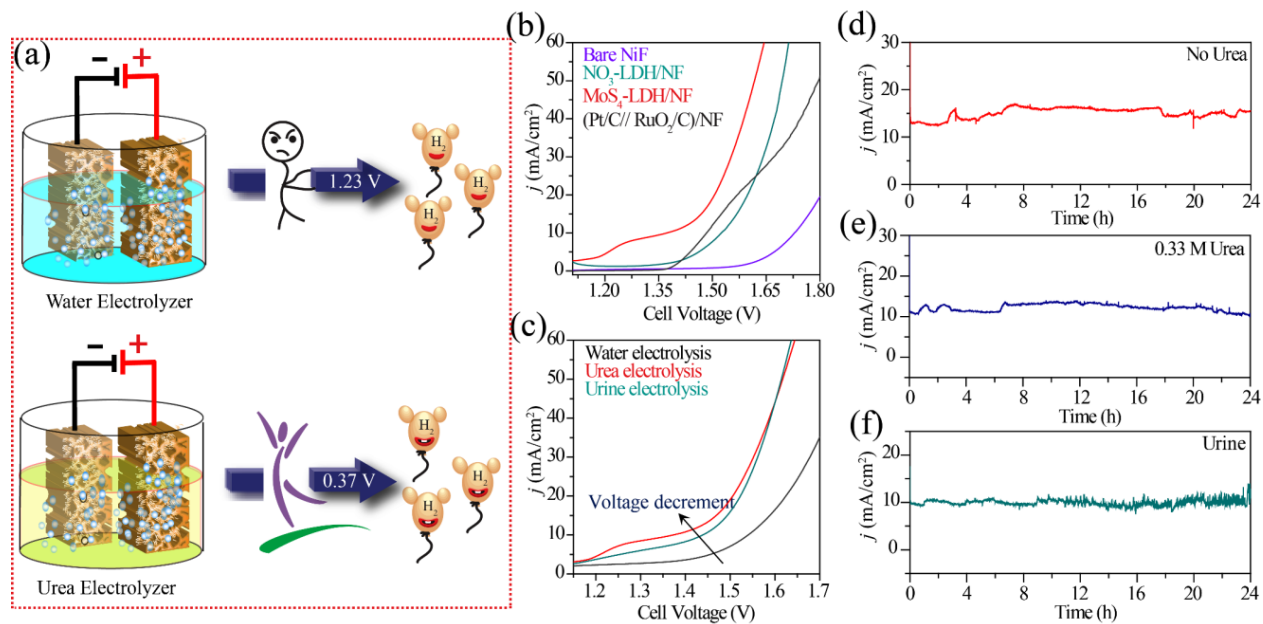 (a)
− +
Water Electrolyzer
1.23 V
H₂
H₂
H₂
− +
Urea Electrolyzer
0.37 V
H₂
H₂
H₂
(b)
j (mA/cm²)
60
50
40
30
20
10
0
Bare NiF
NO₃-LDH/NF
MoS₄-LDH/NF
(Pt/C// RuO₂/C)/NF
1.20 1.35 1.50 1.65 1.80
Cell Voltage (V)
(c)
j (mA/cm²)
60
50
40
30
20
10
0
Water electrolysis
Urea electrolysis
Urine electrolysis
Voltage decrement
1.2 1.3 1.4 1.5 1.6 1.7
Cell Voltage (V)
(d)
j (mA/cm²)
30
20
10
0
No Urea
0 4 8 12 16 20 24
Time (h)
(e)
j (mA/cm²)
30
20
10
0
0.33 M Urea
0 4 8 12 16 20 24
Time (h)
(f)
j (mA/cm²)
20
10
0
Urine
0 4 8 12 16 20 24
Time (h)